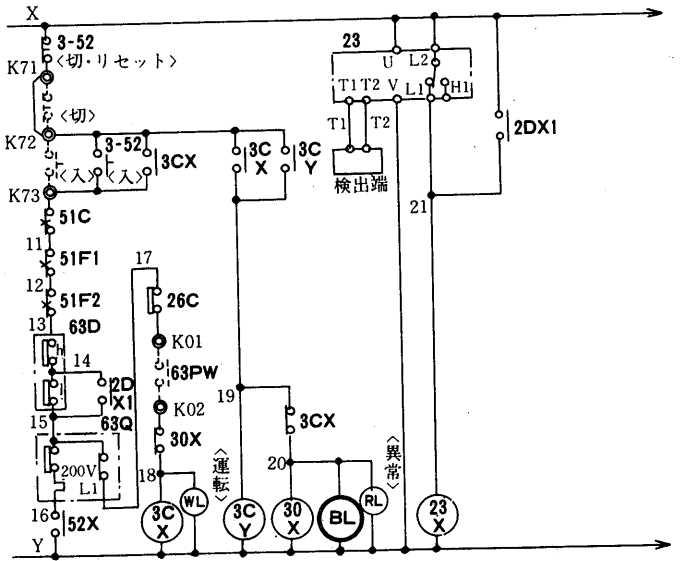 X
3-52
〈切・リセット〉
K71
〈切〉
K72
3-52
〈入〉
〈入〉
3CX
K73
51C
11
51F1
12
51F2
13
63D
h
14
l
2D
X1
15
63Q
200V
L1
16
52X
Y
17
26C
K01
63PW
K02
30X
18
WL
3C
X
3C
X
3C
Y
19
3CX
20
〈運転〉
3C
Y
30
X
BL
RL
〈異常〉
23
U
L2
T1
T2
V
L1
H1
T1
T2
検出端
2DX1
21
23
X